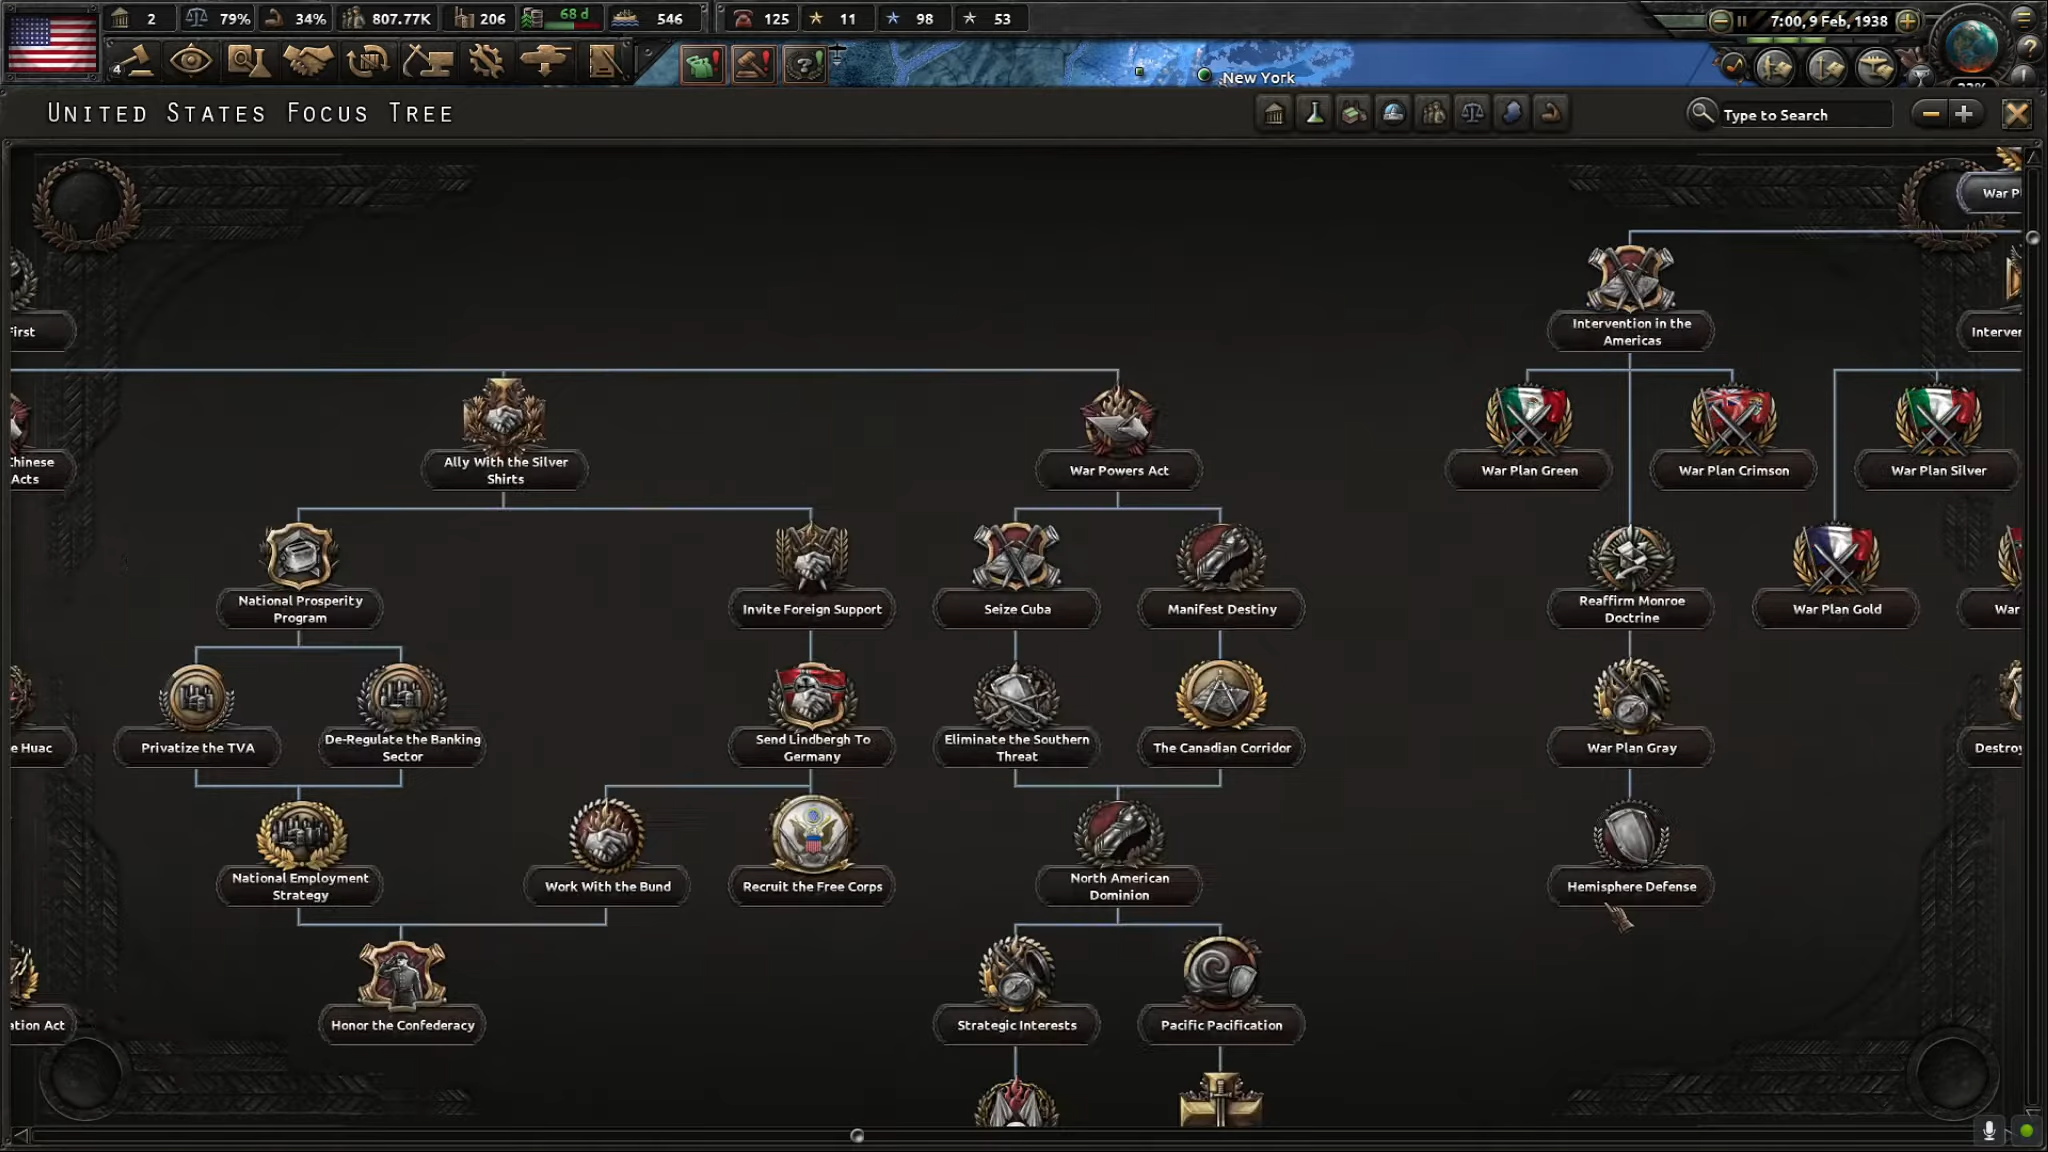 2
79%
34%
807.77K
206
68 d
546
125
11
98
53
7:00, 9 Feb, 1938
4
New York
United States Focus Tree
Type to Search
War P
Intervention in the
Americas
First
Interver
Ally With the Silver
Shirts
War Powers Act
War Plan Green
War Plan Crimson
War Plan Silver
Chinese
Acts
National Prosperity
Program
Invite Foreign Support
Seize Cuba
Manifest Destiny
Reaffirm Monroe
Doctrine
War Plan Gold
War
e Huac
Privatize the TVA
De-Regulate the Banking
Sector
Send Lindbergh To
Germany
Eliminate the Southern
Threat
The Canadian Corridor
War Plan Gray
Destroy
National Employment
Strategy
Work With the Bund
Recruit the Free Corps
North American
Dominion
Hemisphere Defense
ation Act
Honor the Confederacy
Strategic Interests
Pacific Pacification